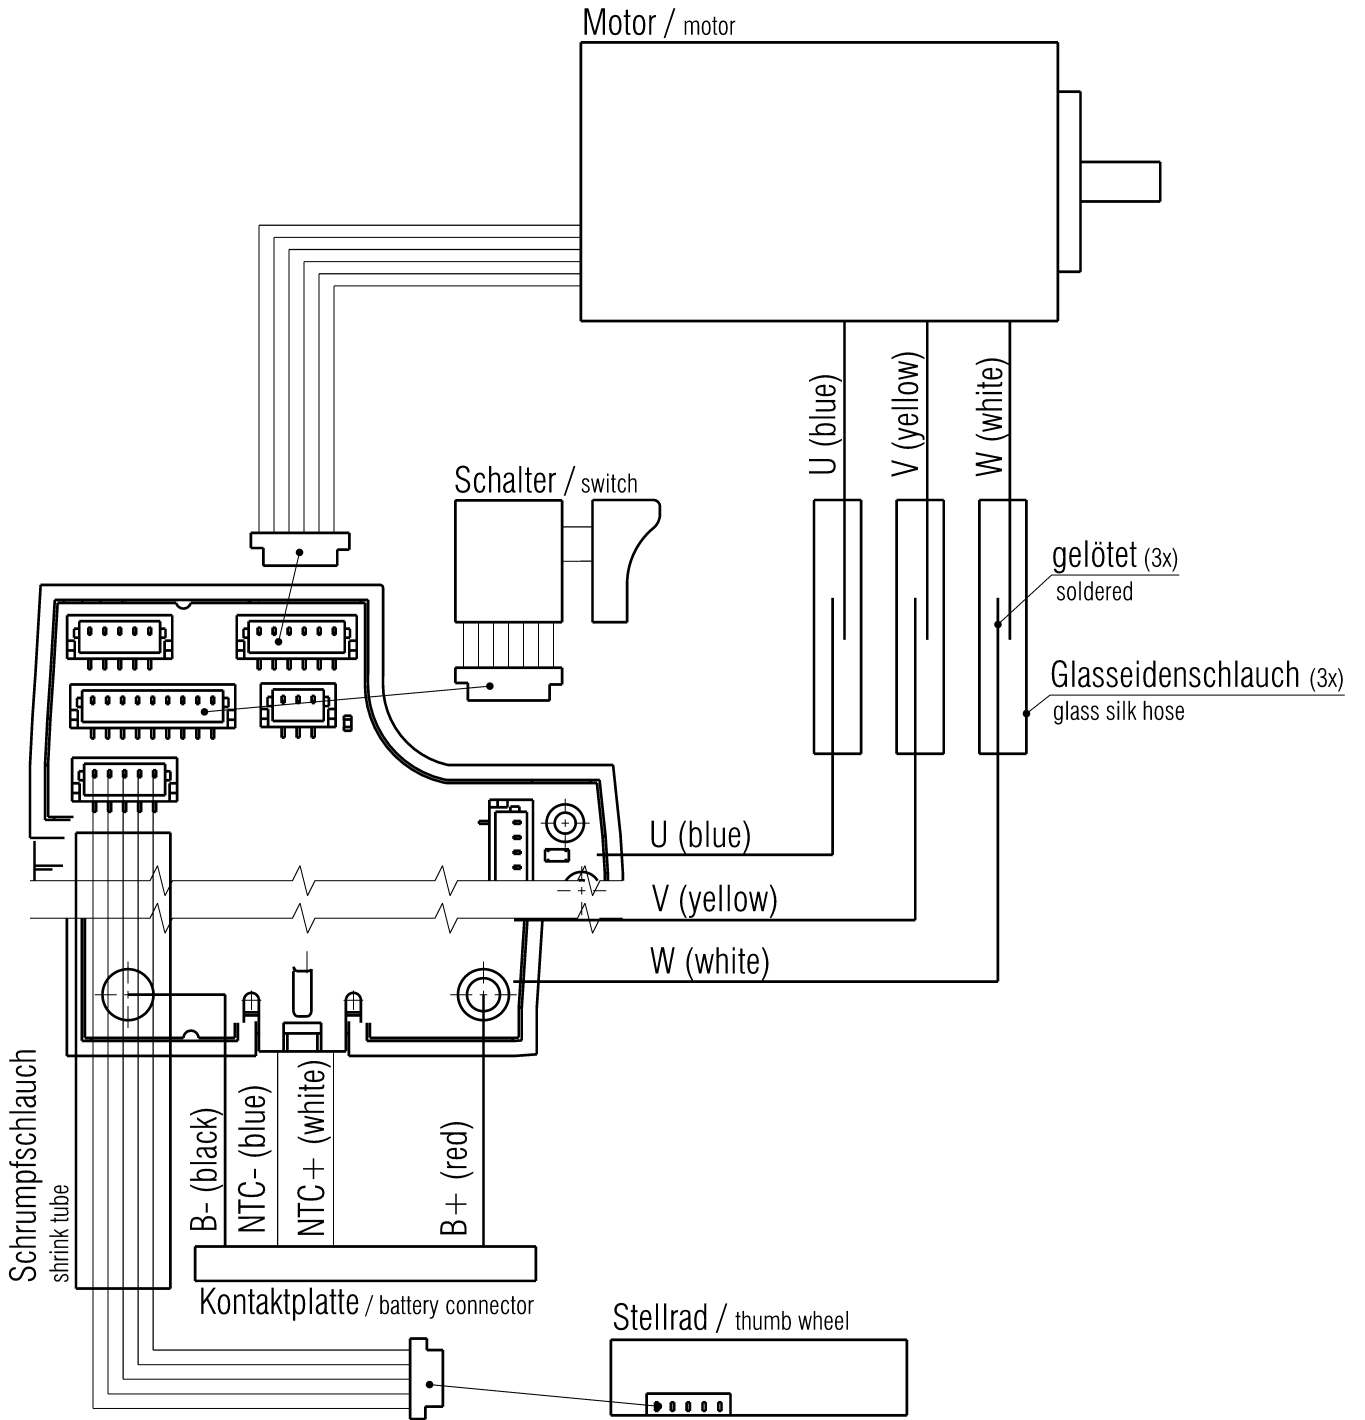 Motor / motor
U (blue)
V (yellow)
W (white)
Schalter / switch
gelötet (3x)
soldered
Glasseidenschlauch (3x)
glass silk hose
U (blue)
V (yellow)
W (white)
Schrumpfschlauch
shrink tube
B- (black)
NTC- (blue)
NTC+ (white)
B+ (red)
Kontaktplatte / battery connector
Stellrad / thumb wheel